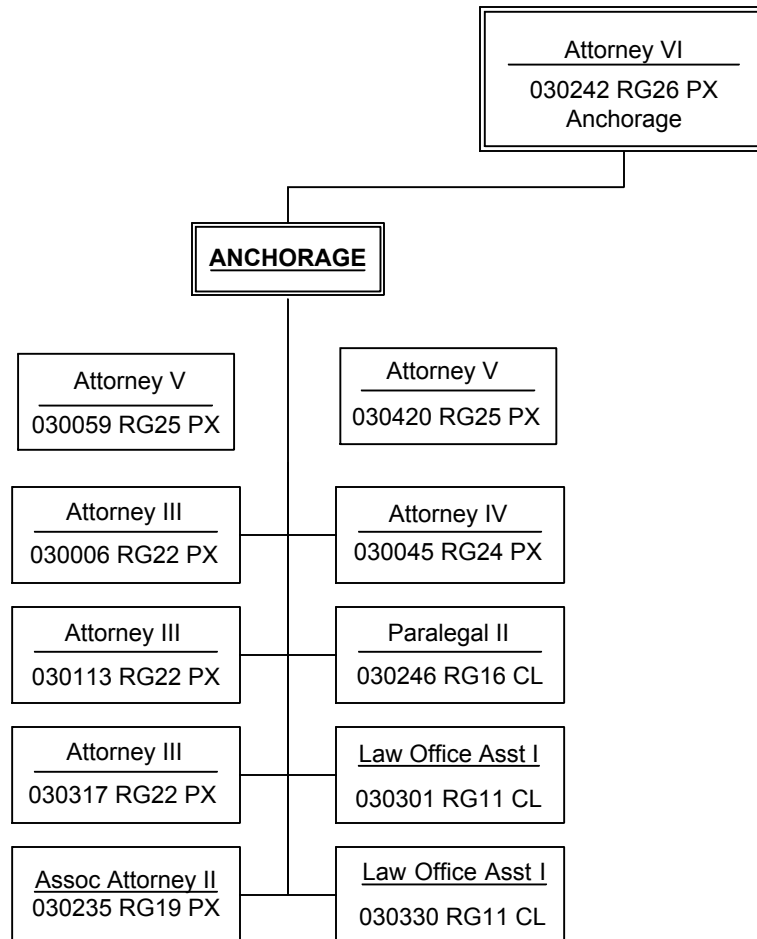 Attorney VI
030242 RG26 PX
Anchorage
ANCHORAGE
Attorney V
030059 RG25 PX
Attorney V
030420 RG25 PX
Attorney III
030006 RG22 PX
Attorney IV
030045 RG24 PX
Attorney III
030113 RG22 PX
Paralegal II
030246 RG16 CL
Attorney III
030317 RG22 PX
Law Office Asst I
030301 RG11 CL
Assoc Attorney II
030235 RG19 PX
Law Office Asst I
030330 RG11 CL